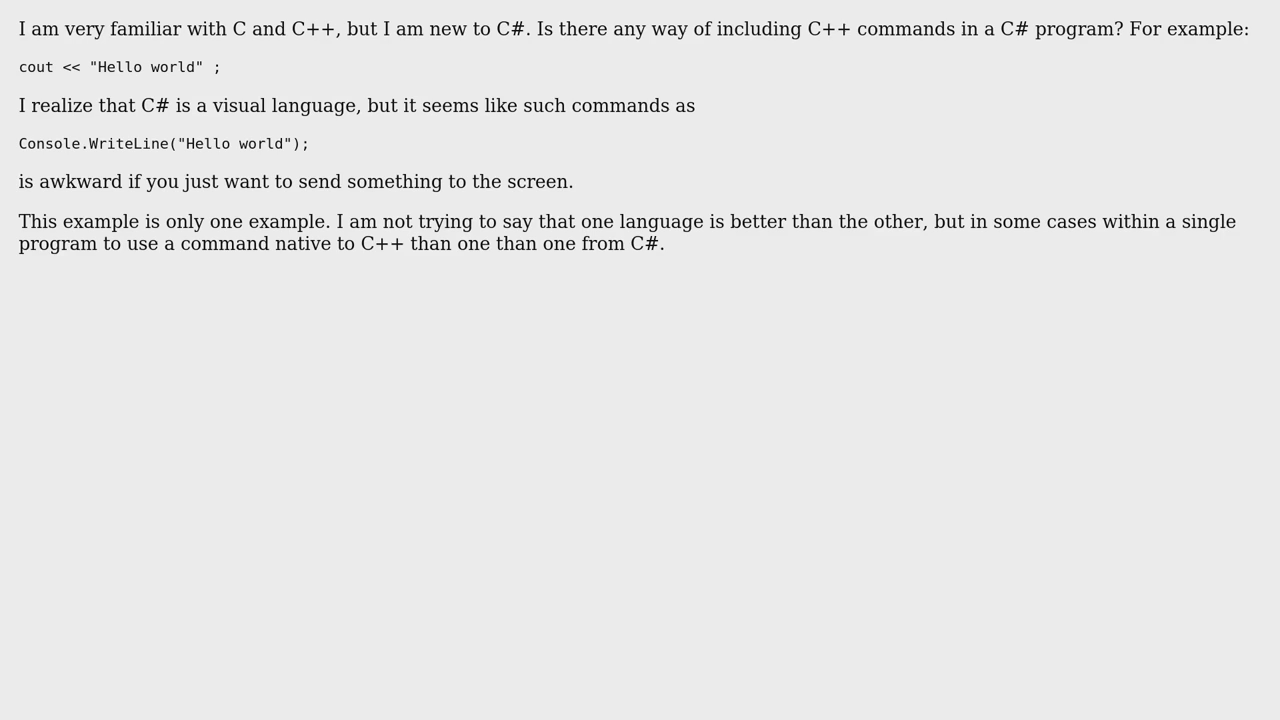 I am very familiar with C and C++, but I am new to C#. Is there any way of including C++ commands in a C# program? For example:
cout << "Hello world" ;
I realize that C# is a visual language, but it seems like such commands as
Console.WriteLine("Hello world");
is awkward if you just want to send something to the screen.
This example is only one example. I am not trying to say that one language is better than the other, but in some cases within a single
program to use a command native to C++ than one than one from C#.